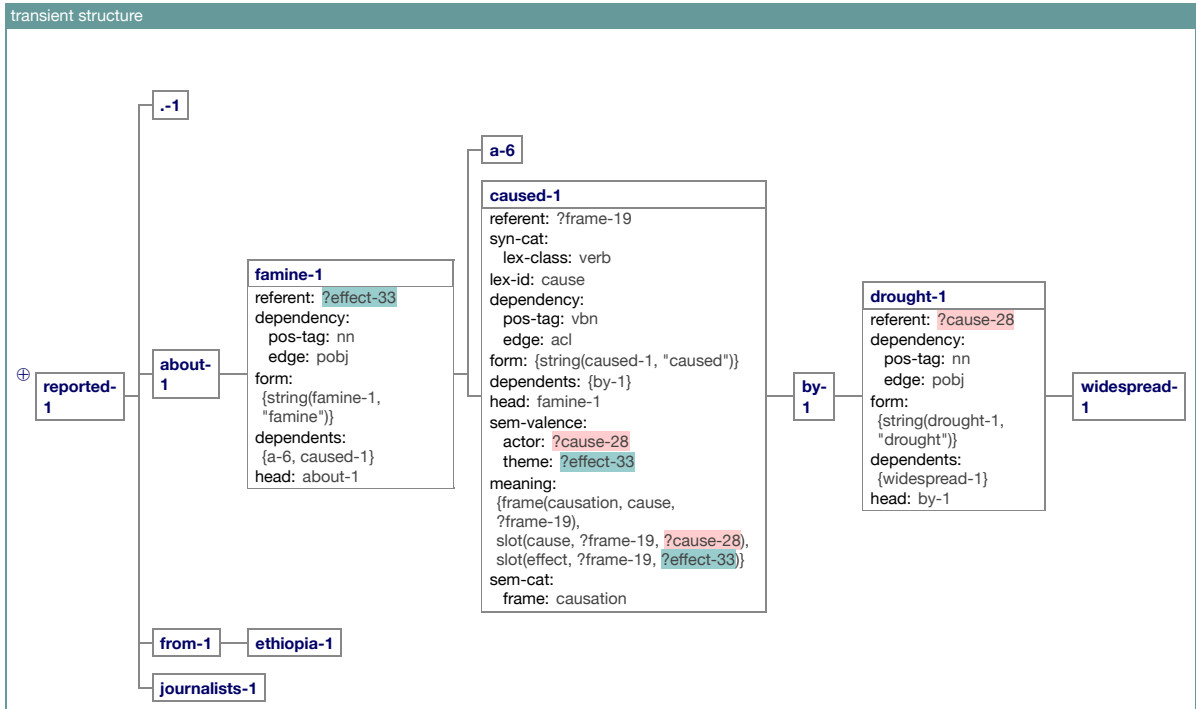 transient structure
.-1
a-6
caused-1
referent: ?frame-19
syn-cat:
lex-class: verb
lex-id: cause
dependency:
pos-tag: vbn
edge: acl
form: {string(caused-1, "caused")}
dependents: {by-1}
head: famine-1
sem-valence:
actor: ?cause-28
theme: ?effect-33
meaning:
{frame(causation, cause,
?frame-19),
slot(cause, ?frame-19, ?cause-28),
slot(effect, ?frame-19, ?effect-33)}
sem-cat:
frame: causation
famine-1
referent: ?effect-33
dependency:
pos-tag: nn
edge: pobj
form:
{string(famine-1,
"famine")}
dependents:
{a-6, caused-1}
head: about-1
drought-1
referent: ?cause-28
dependency:
pos-tag: nn
edge: pobj
form:
{string(drought-1,
"drought")}
dependents:
{widespread-1}
head: by-1
reported-
1
about-
1
by-
1
widespread-
1
from-1
ethiopia-1
journalists-1